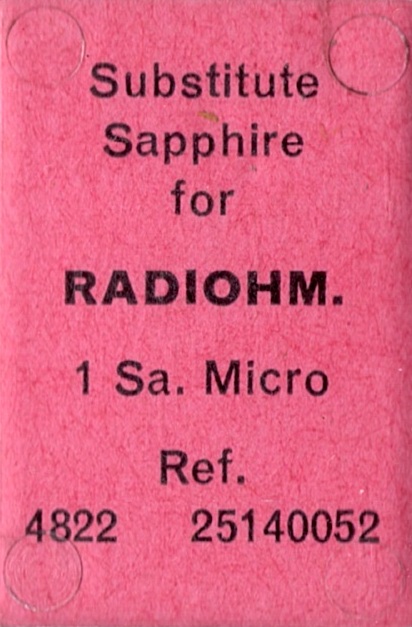 Substitute
Sapphire
for
RADIOHM.
1 Sa. Micro
Ref.
4822 25140052